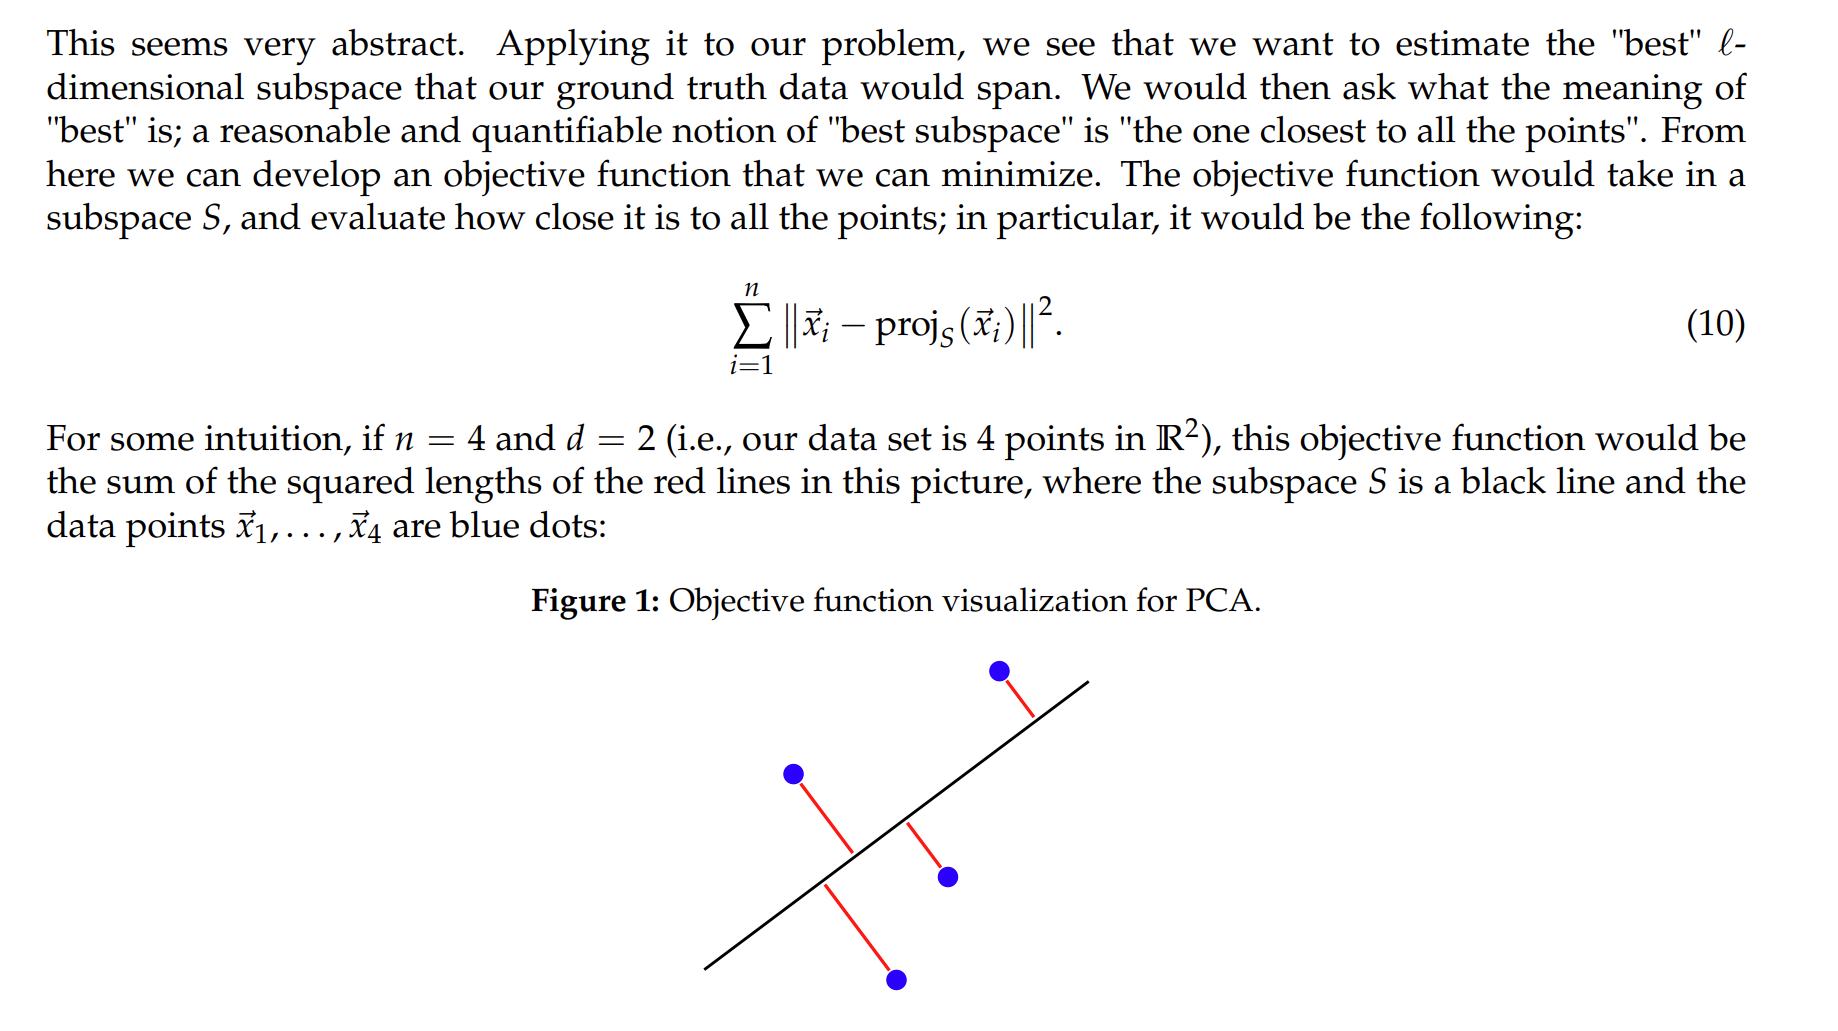 This seems very abstract. Applying it to our problem, we see that we want to estimate the "best" ℓ-
dimensional subspace that our ground truth data would span. We would then ask what the meaning of
"best" is; a reasonable and quantifiable notion of "best subspace" is "the one closest to all the points". From
here we can develop an objective function that we can minimize. The objective function would take in a
subspace S, and evaluate how close it is to all the points; in particular, it would be the following:
$\sum_{i=1}^{n} \left\| \vec{x}_i - \text{proj}_S(\vec{x}_i) \right\|^2.$ (10)
For some intuition, if n = 4 and d = 2 (i.e., our data set is 4 points in ℝ²), this objective function would be
the sum of the squared lengths of the red lines in this picture, where the subspace S is a black line and the
data points $\vec{x}_1, \ldots, \vec{x}_4$ are blue dots:
Figure 1: Objective function visualization for PCA.